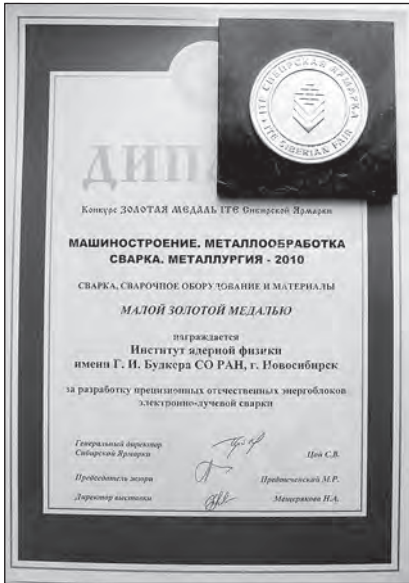 ITE СИБИРСКАЯ ЯРМАРКА
ITE SIBERIAN FAIR
Конкурс ЗОЛОТАЯ МЕДАЛЬ ITE Сибирской Ярмарки
МАШИНОСТРОЕНИЕ. МЕТАЛЛООБРАБОТКА
СВАРКА. МЕТАЛЛУРГИЯ - 2010
СВАРКА, СВАРОЧНОЕ ОБОРУДОВАНИЕ И МАТЕРИАЛЫ
МАЛОЙ ЗОЛОТОЙ МЕДАЛЬЮ
награждается
Институт ядерной физики
имени Г. И. Будкера СО РАН, г. Новосибирск
за разработку прецизионных отечественных энергоблоков
электронно-лучевой сварки
Генеральный директор
Сибирской Ярмарки Цой С.В.
Председатель жюри Предтеченский М.Р.
Директор выставки Мещерякова Н.А.